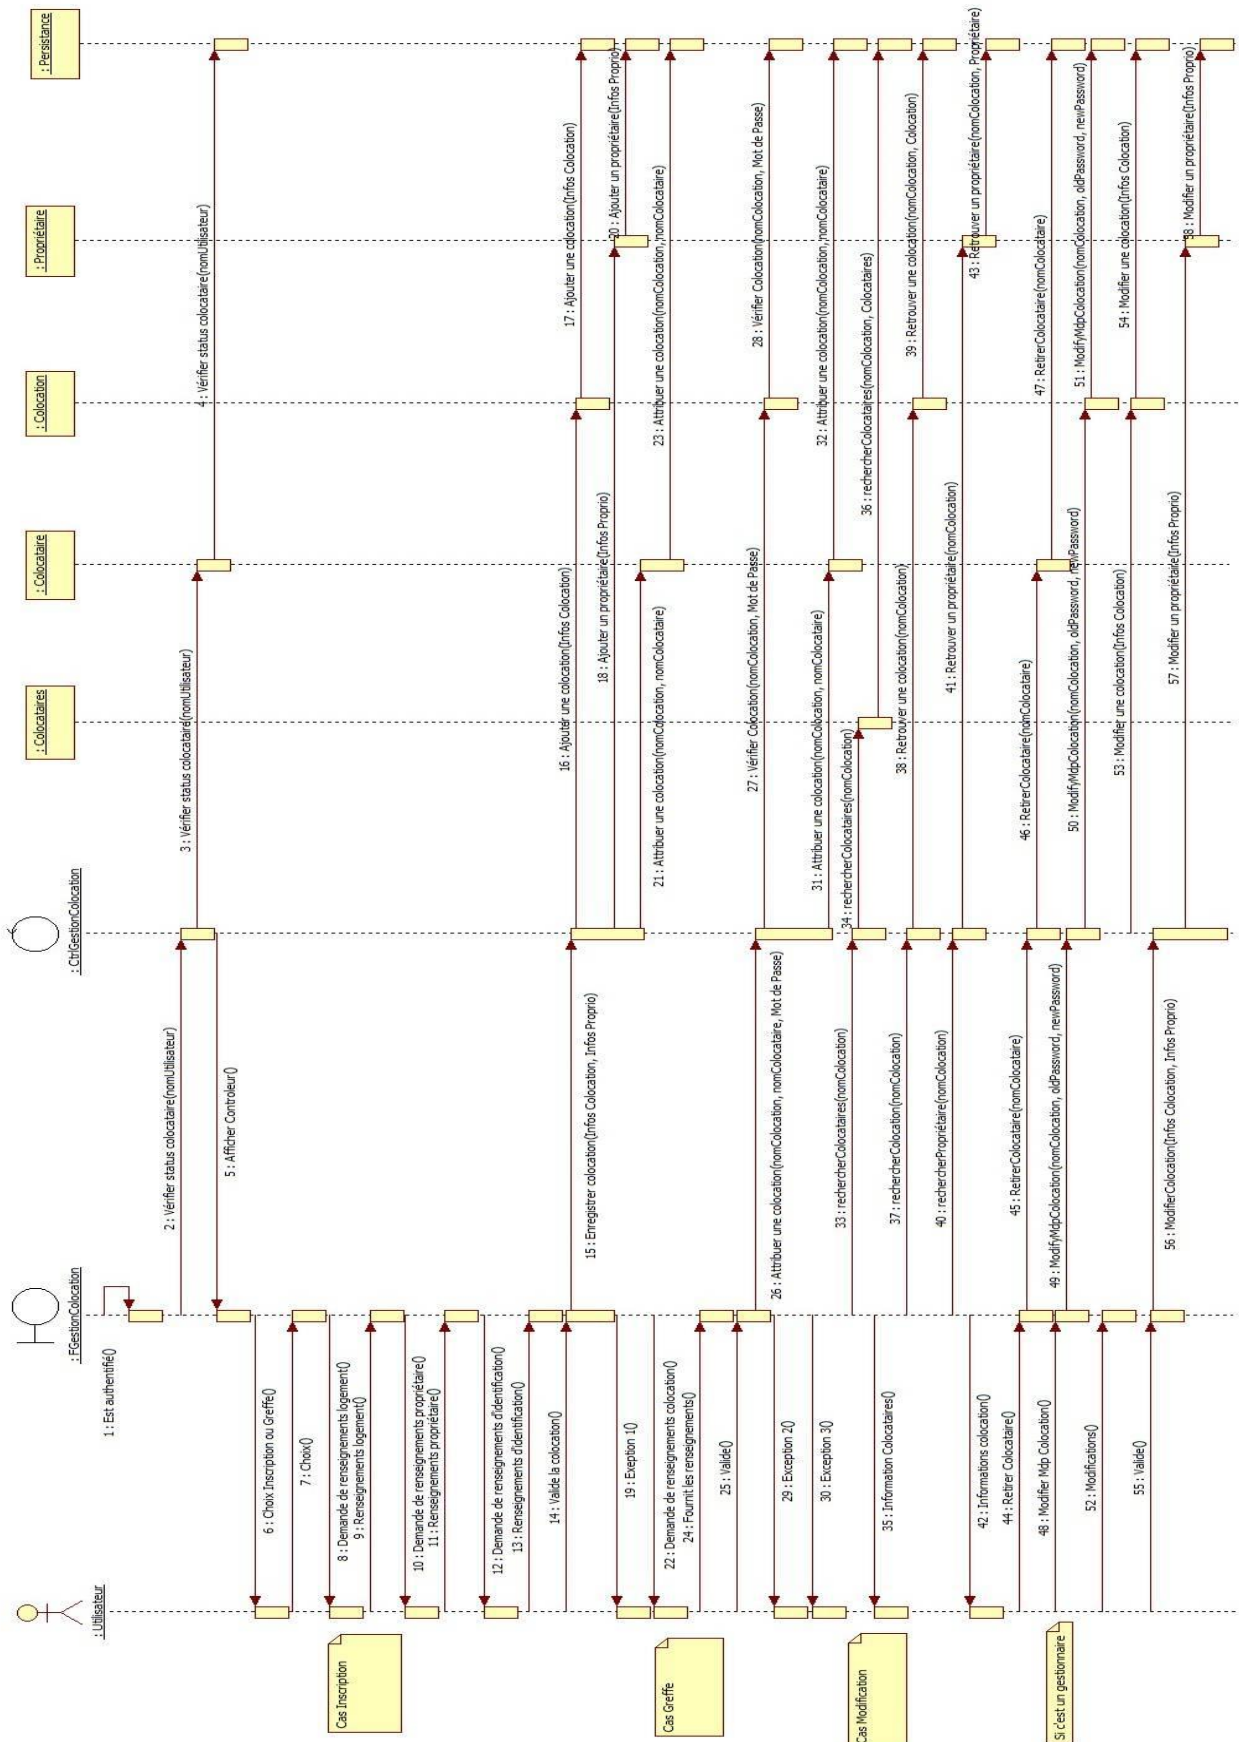 : Utilisateur
: FGestionColocation
: CtrlGestionColocation
: Colocataires
: Colocataire
: Colocation
: Propriétaire
: Persistance
1 : Est authentifié()
2 : Vérifier status colocataire(nomUtilisateur)
3 : Vérifier status colocataire(nomUtilisateur)
4 : Vérifier status colocataire(nomUtilisateur)
5 : Afficher Controleur()
6 : Choix Inscription ou Greffe()
7 : Choix()
Cas Inscription
8 : Demande de renseignements logement()
9 : Renseignements logement()
10 : Demande de renseignements propriétaire()
11 : Renseignements propriétaire()
12 : Demande de renseignements d'identification()
13 : Renseignements d'identification()
14 : Valide la colocation()
15 : Enregistrer colocation(Infos Colocation, Infos Proprio)
16 : Ajouter une colocation(Infos Colocation)
17 : Ajouter une colocation(Infos Colocation)
18 : Ajouter un propriétaire(Infos Proprio)
19 : Exeption 1()
20 : Ajouter un propriétaire(Infos Proprio)
21 : Attribuer une colocation(nomColocation, nomColocataire)
Cas Greffe
22 : Demande de renseignements colocation()
23 : Attribuer une colocation(nomColocation, nomColocataire)
24 : Fournit les renseignements()
25 : Valide()
26 : Attribuer une colocation(nomColocation, nomColocataire, Mot de Passe)
27 : Vérifier Colocation(nomColocation, Mot de Passe)
28 : Vérifier Colocation(nomColocation, Mot de Passe)
29 : Exception 2()
30 : Exception 3()
31 : Attribuer une colocation(nomColocation, nomColocataire)
32 : Attribuer une colocation(nomColocation, nomColocataire)
Cas Modification
33 : rechercherColocataires(nomColocation)
34 : rechercherColocataires(nomColocation)
35 : Information Colocataires()
36 : rechercherColocataires(nomColocation, Colocataires)
37 : rechercherColocation(nomColocation)
38 : Retrouver une colocation(nomColocation)
39 : Retrouver une colocation(nomColocation, Colocation)
40 : rechercherPropriétaire(nomColocation)
41 : Retrouver un propriétaire(nomColocation)
42 : Informations colocation()
43 : Retrouver un propriétaire(nomColocation, Propriétaire)
44 : Retirer Colocataire()
45 : RetirerColocataire(nomColocataire)
46 : RetirerColocataire(nomColocataire)
47 : RetirerColocataire(nomColocataire)
Si c'est un gestionnaire
48 : Modifier Mdp Colocation()
49 : ModifyMdpColocation(nomColocation, oldPassword, newPassword)
50 : ModifyMdpColocation(nomColocation, oldPassword, newPassword)
51 : ModifyMdpColocation(nomColocation, oldPassword, newPassword)
52 : Modifications()
53 : Modifier une colocation(Infos Colocation)
54 : Modifier une colocation(Infos Colocation)
55 : Valide()
56 : ModifierColocation(Infos Colocation, Infos Proprio)
57 : Modifier un propriétaire(Infos Proprio)
58 : Modifier un propriétaire(Infos Proprio)